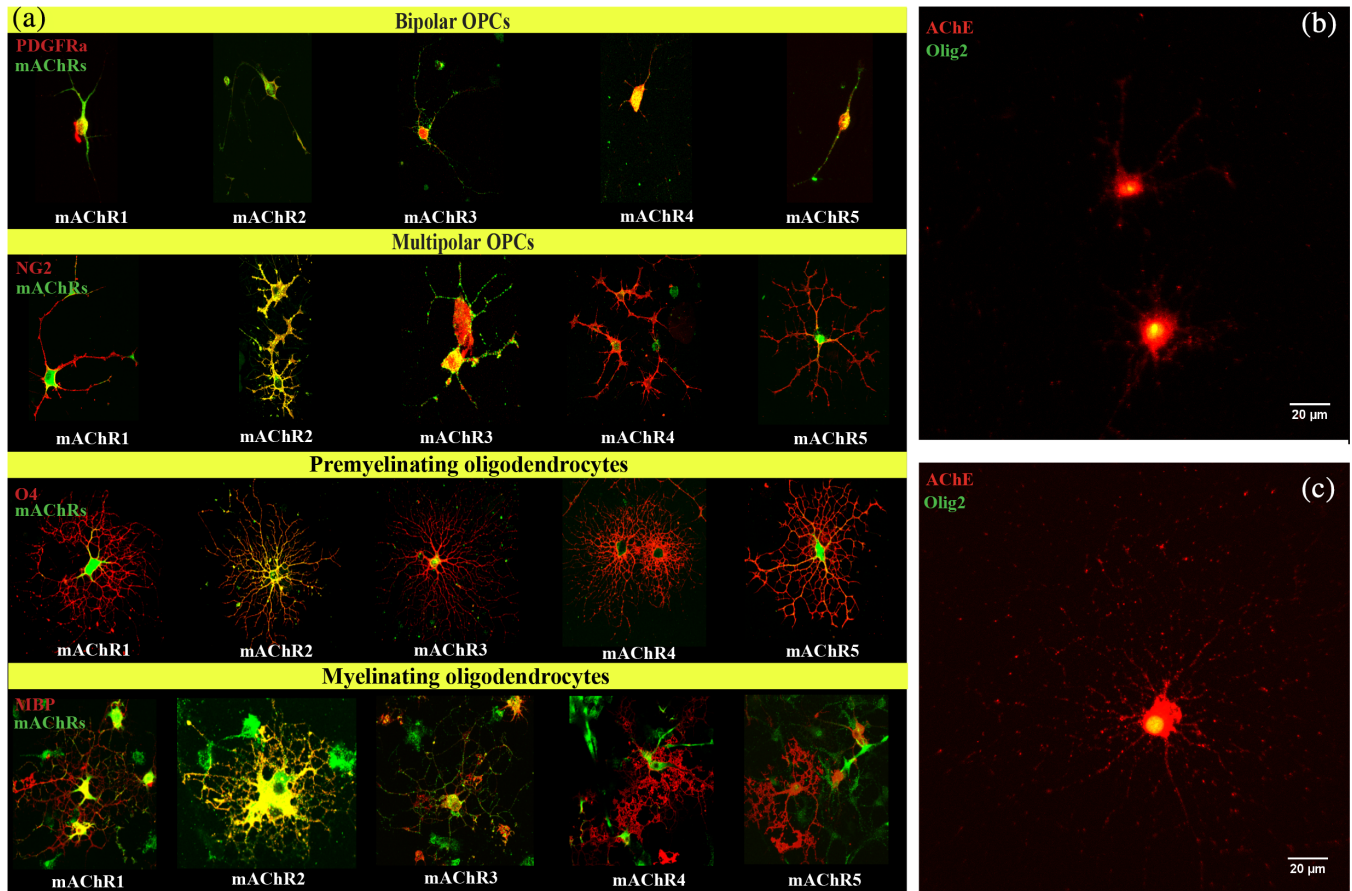 (a)
Bipolar OPCs
PDGFRa
mAChRs
mAChR1 mAChR2 mAChR3 mAChR4 mAChR5
Multipolar OPCs
NG2
mAChRs
mAChR1 mAChR2 mAChR3 mAChR4 mAChR5
Premyelinating oligodendrocytes
O4
mAChRs
mAChR1 mAChR2 mAChR3 mAChR4 mAChR5
Myelinating oligodendrocytes
MBP
mAChRs
mAChR1 mAChR2 mAChR3 mAChR4 mAChR5
(b)
AChE
Olig2
20 µm
(c)
AChE
Olig2
20 µm